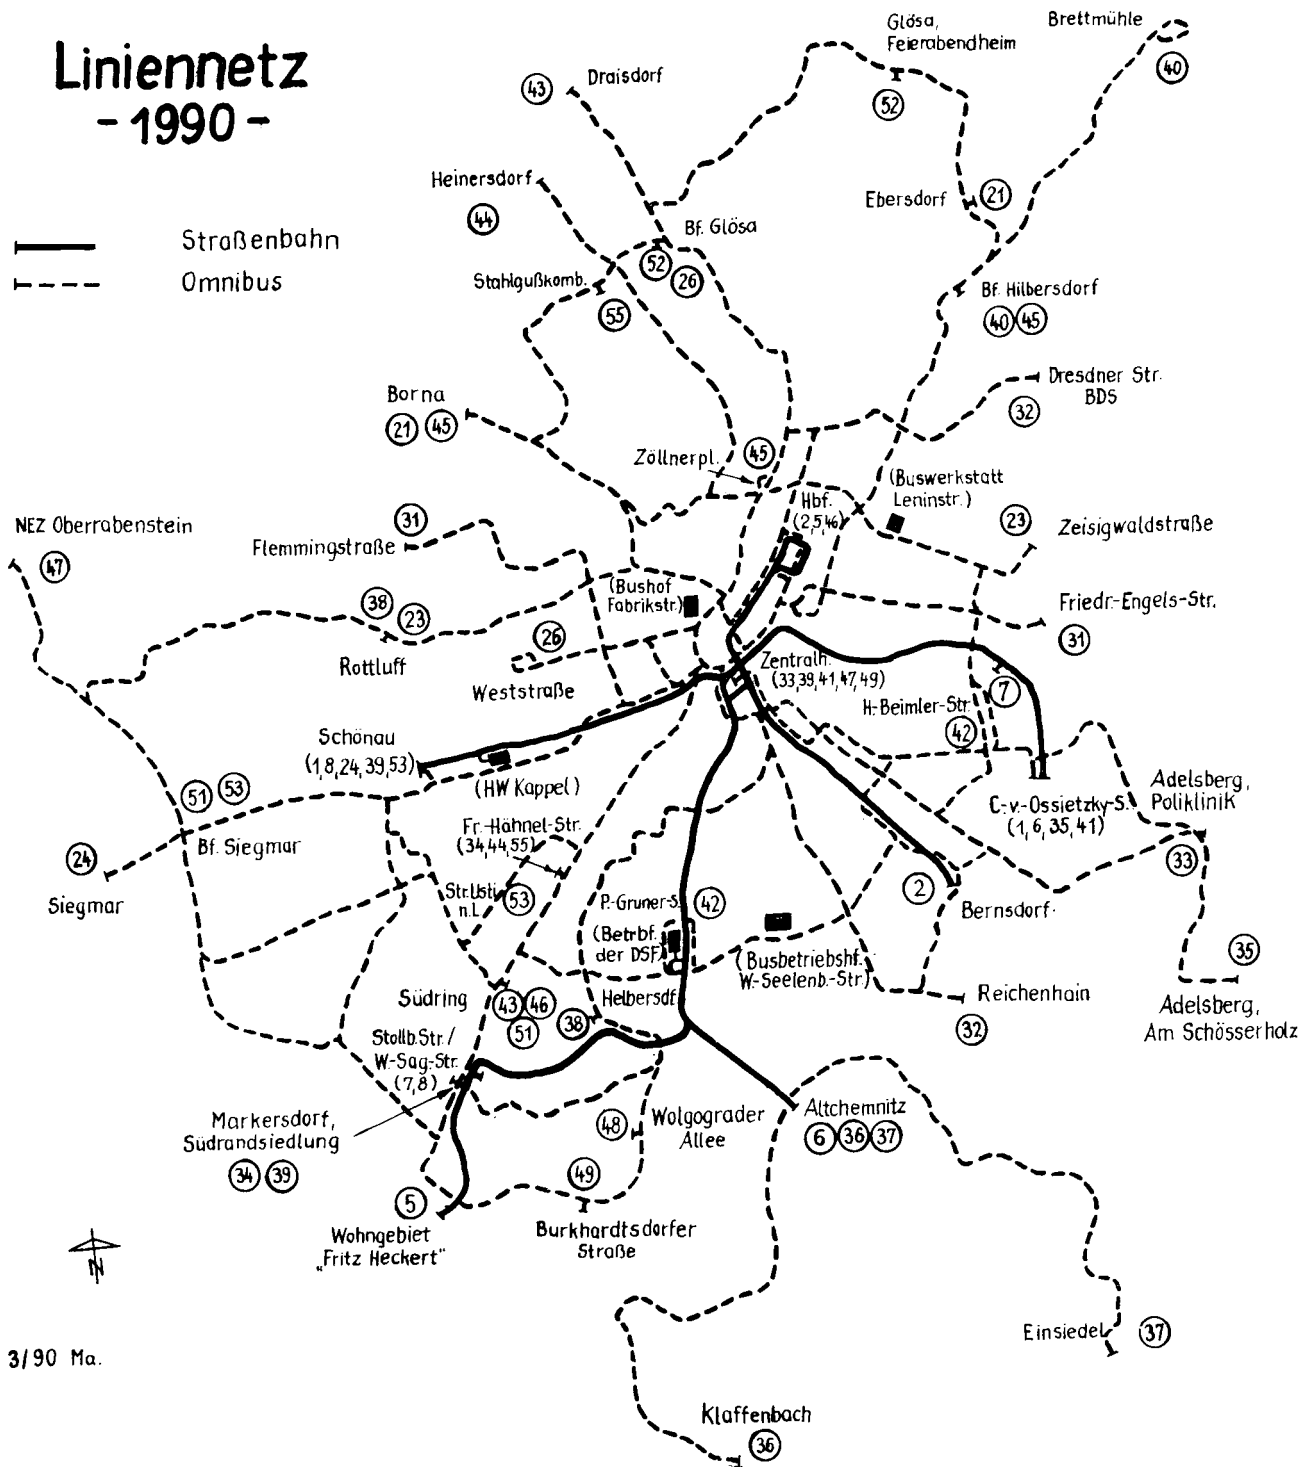 Liniennetz
- 1990 -
Straßenbahn
Omnibus
Glösa,
Feierabendheim
52
Brettmühle
40
43
Draisdorf
Heinersdorf
44
Ebersdorf
21
Bf. Glösa
52
26
Stahlgußkomb.
55
Bf. Hilbersdorf
40 45
Dresdner Str.
BDS
32
Borna
21 45
Zöllnerpl.
45
Hbf.
(2,5,46)
(Buswerkstatt
Leninstr.)
23
Zeisigwaldstraße
NEZ Oberrabenstein
47
31
Flemmingstraße
(Bushof
Fabrikstr.)
Friedr.-Engels-Str.
31
38
23
Rottluff
26
Weststraße
Zentralh.
(33,39,41,47,49)
7
H.-Beimler-Str.
42
Schönau
(1,8,24,39,53)
(HW Kappel)
C.-v.-Ossietzky-S.
(1,6,35,41)
Adelsberg,
Poliklinik
33
51 53
Bf. Siegmar
24
Siegmar
Fr.-Hähnel-Str.
(34,44,55)
Str. Usti
n.L.
53
P.-Gruner-S.
42
(Betrbf.
der DSF)
(Busbetriebshf.
W.-Seelenb.-Str.)
2
Bernsdorf
35
Adelsberg,
Am Schösserholz
Reichenhain
32
Südring
43 46
51
38
Helbersdf.
Stollb. Str./
W.-Sag.-Str.
(7,8)
Markersdorf,
Südrandsiedlung
34 39
48
Wolgograder
Allee
Altchemnitz
6 36 37
49
Burkhardtsdorfer
Straße
5
Wohngebiet
"Fritz Heckert"
N
3/90 Ma.
Einsiedel
37
Klaffenbach
36